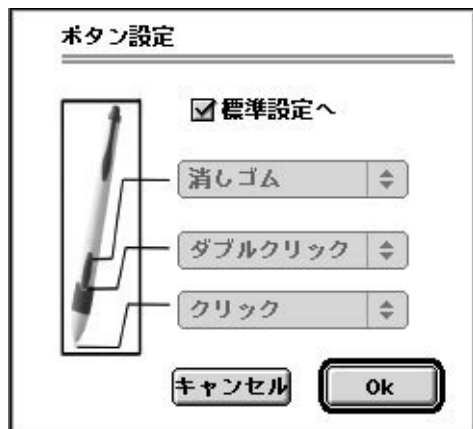 ボタン設定
標準設定へ
消しゴム
ダブルクリック
クリック
キャンセル
Ok